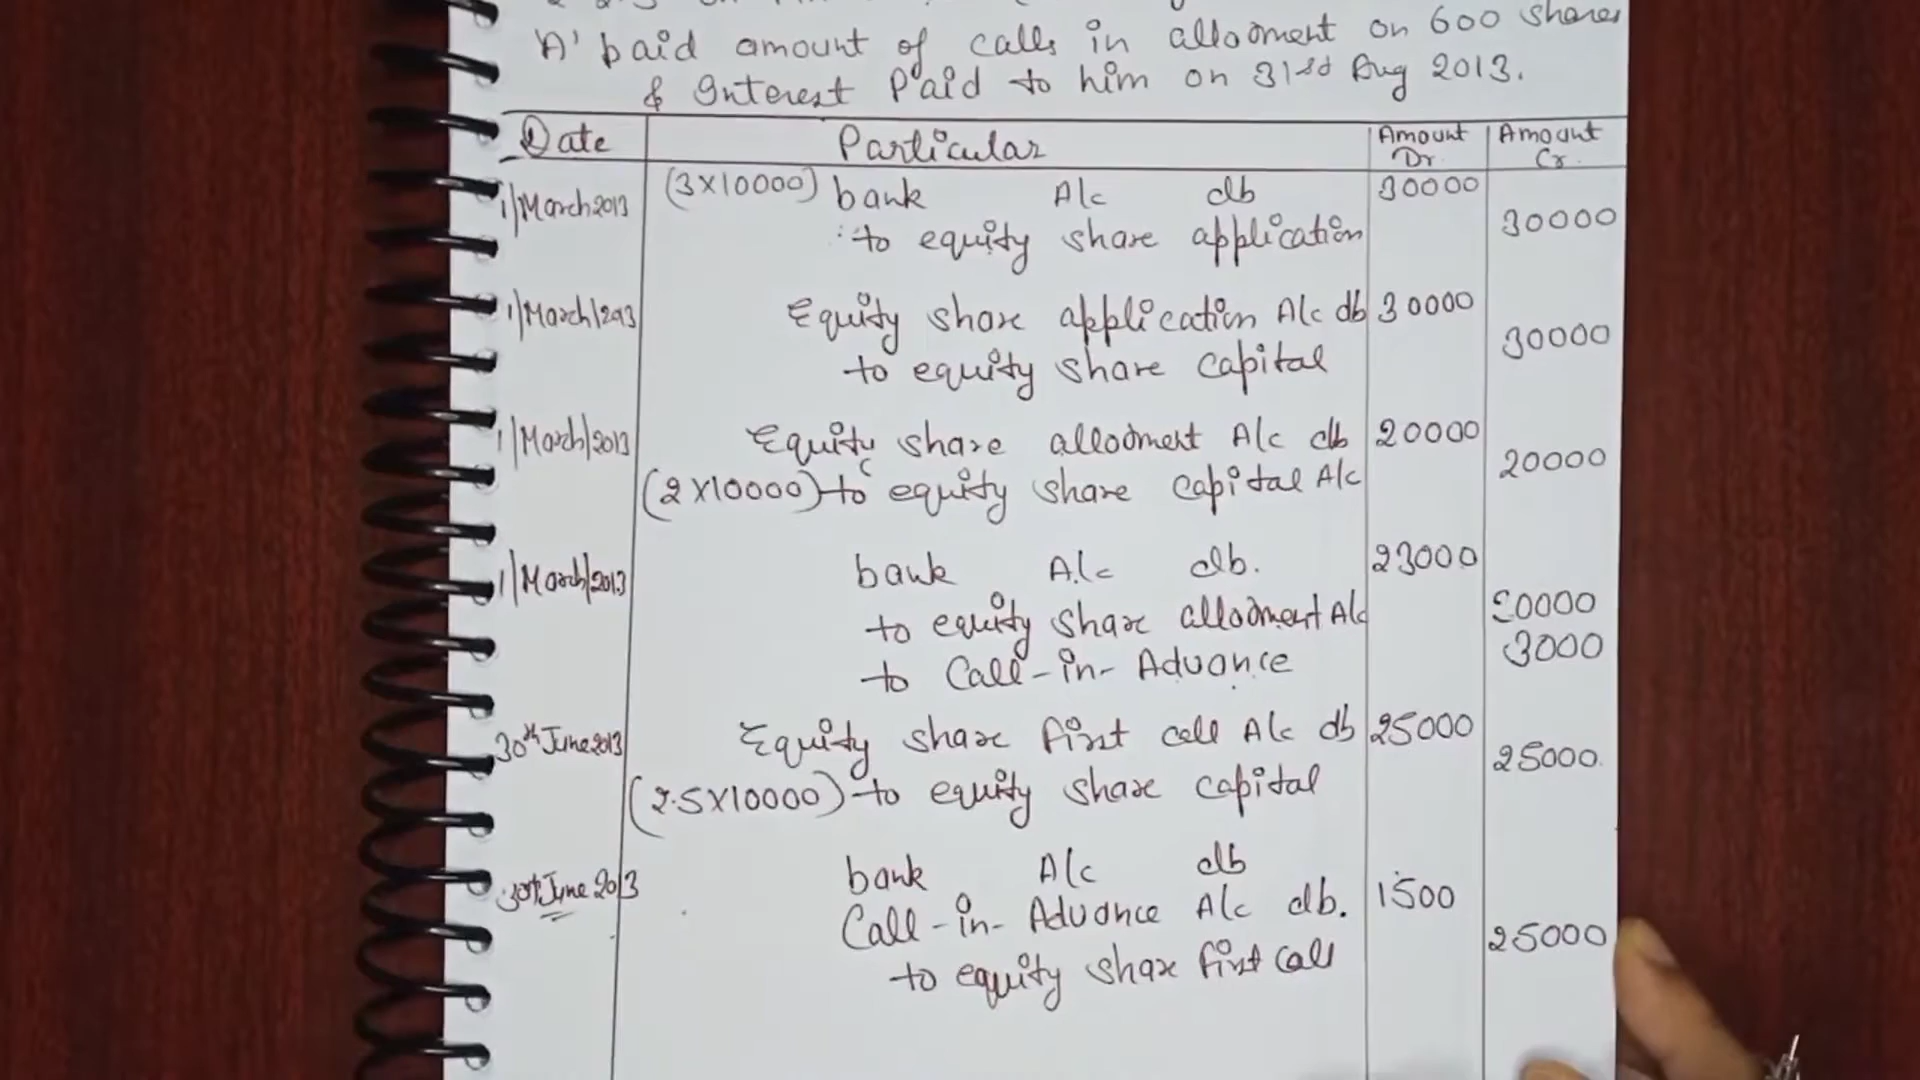 'A' paid amount of calls in allotment on 600 shares
& Interest Paid to him on 31st Aug 2013.
Date Particular Amount Dr. Amount Cr.
1/March 2013 (3X10000) bank A/c db 30000
to equity share application 30000
1/March/2013 Equity share application A/c db 30000
to equity share capital 30000
1/March/2013 Equity share allotment A/c db 20000
(2X10000) to equity share capital A/c 20000
1/March/2013 bank A/c db. 23000
to equity share allotment A/c 20000
to Call-in-Advance 3000
30th June 2013 Equity share first call A/c db 25000
(2.5X10000) to equity share capital 25000.
30th June 2013 bank A/c db
Call-in-Advance A/c db. 1500
to equity share first call 25000